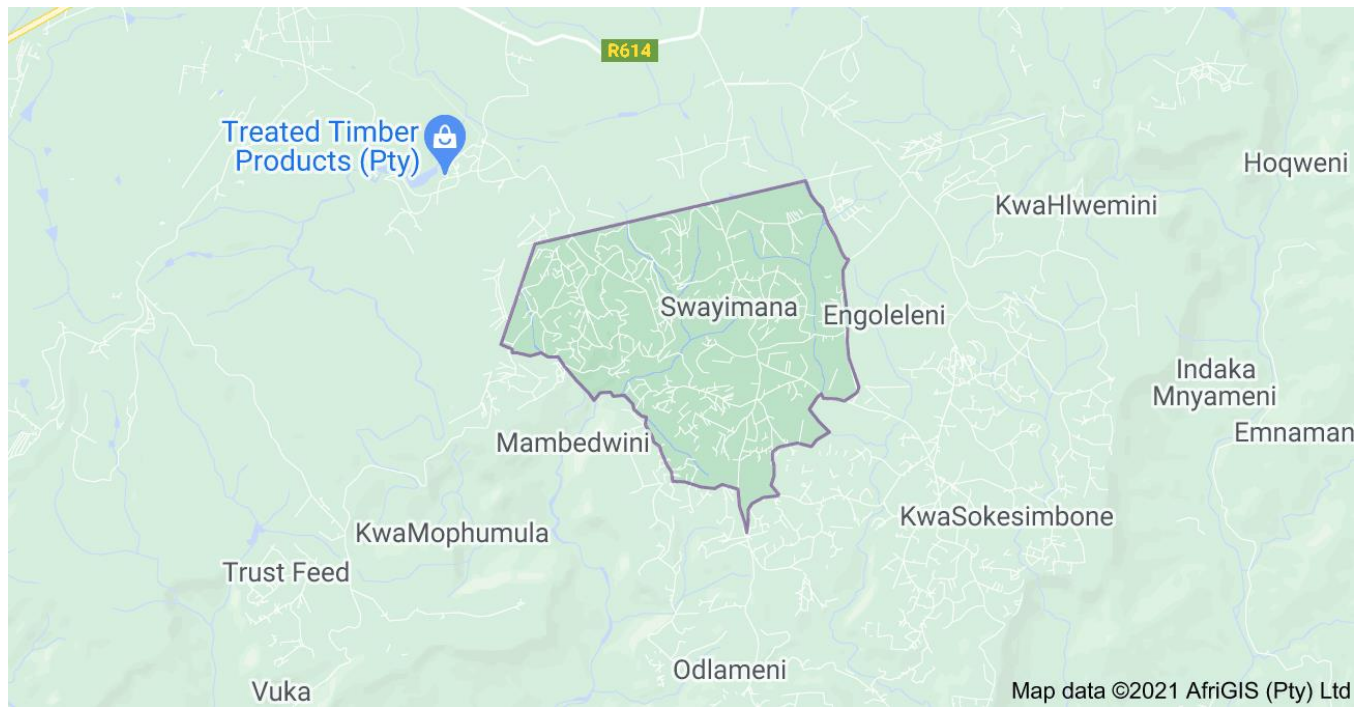 R614
Treated Timber
Products (Pty)
Hoqweni
KwaHlwemini
Swayimana
Engoleleni
Indaka
Mnyameni
Emnaman
Mambedwini
KwaSokesimbone
KwaMophumula
Trust Feed
Odlameni
Vuka
Map data ©2021 AfriGIS (Pty) Ltd